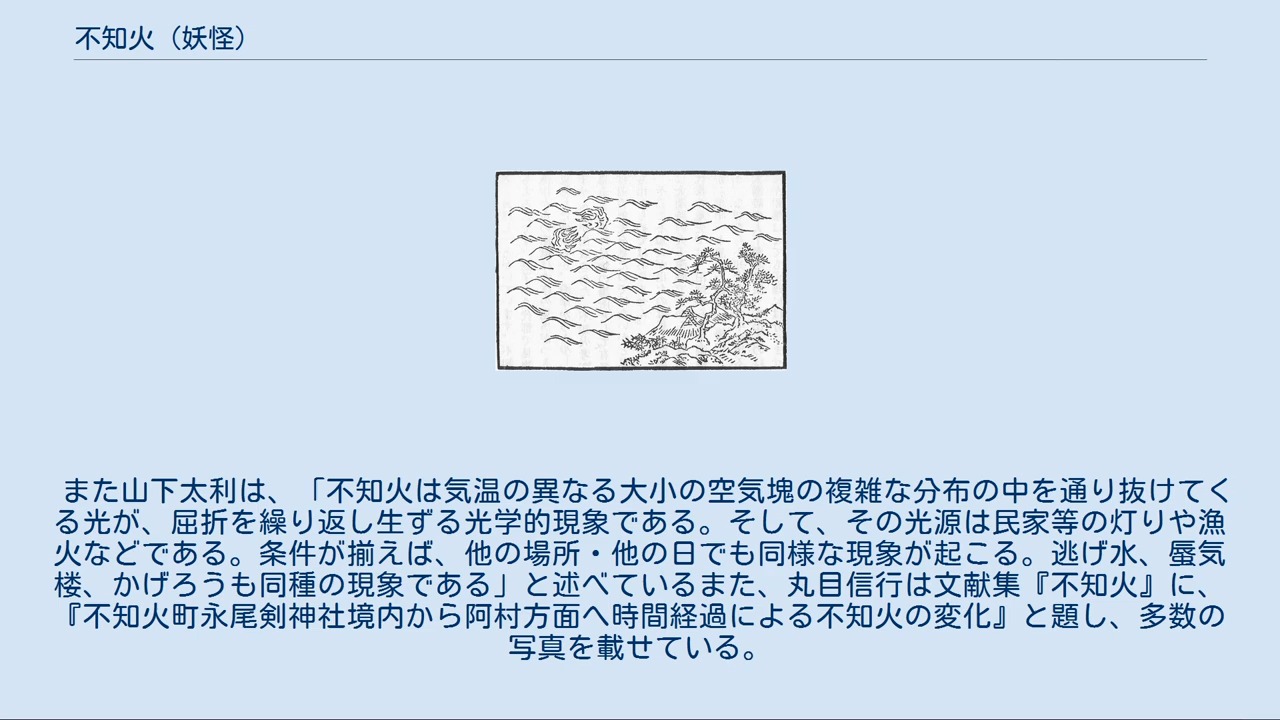 不知火（妖怪）
また山下太利は、「不知火は気温の異なる大小の空気塊の複雑な分布の中を通り抜けてく
る光が、屈折を繰り返し生ずる光学的現象である。そして、その光源は民家等の灯りや漁
火などである。条件が揃えば、他の場所・他の日でも同様な現象が起こる。逃げ水、蜃気
楼、かげろうも同種の現象である」と述べているまた、丸目信行は文献集『不知火』に、
『不知火町永尾剣神社境内から阿村方面へ時間経過による不知火の変化』と題し、多数の
写真を載せている。